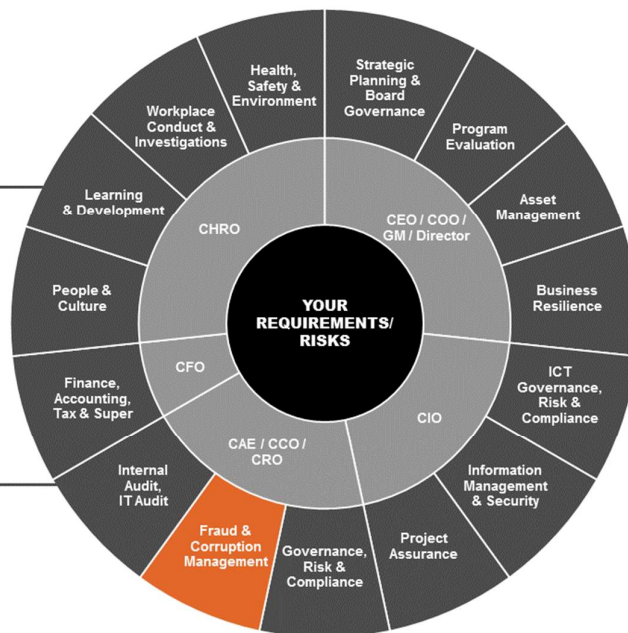 Health,
Safety &
Environment
Strategic
Planning &
Board
Governance
Program
Evaluation
Asset
Management
Business
Resilience
ICT
Governance,
Risk &
Compliance
Information
Management
& Security
Project
Assurance
Governance,
Risk &
Compliance
Fraud &
Corruption
Management
Internal
Audit,
IT Audit
Finance,
Accounting,
Tax & Super
People &
Culture
Learning
& Development
Workplace
Conduct &
Investigations
CHRO
CEO / COO /
GM / Director
CIO
CAE / CCO /
CRO
CFO
YOUR
REQUIREMENTS/
RISKS